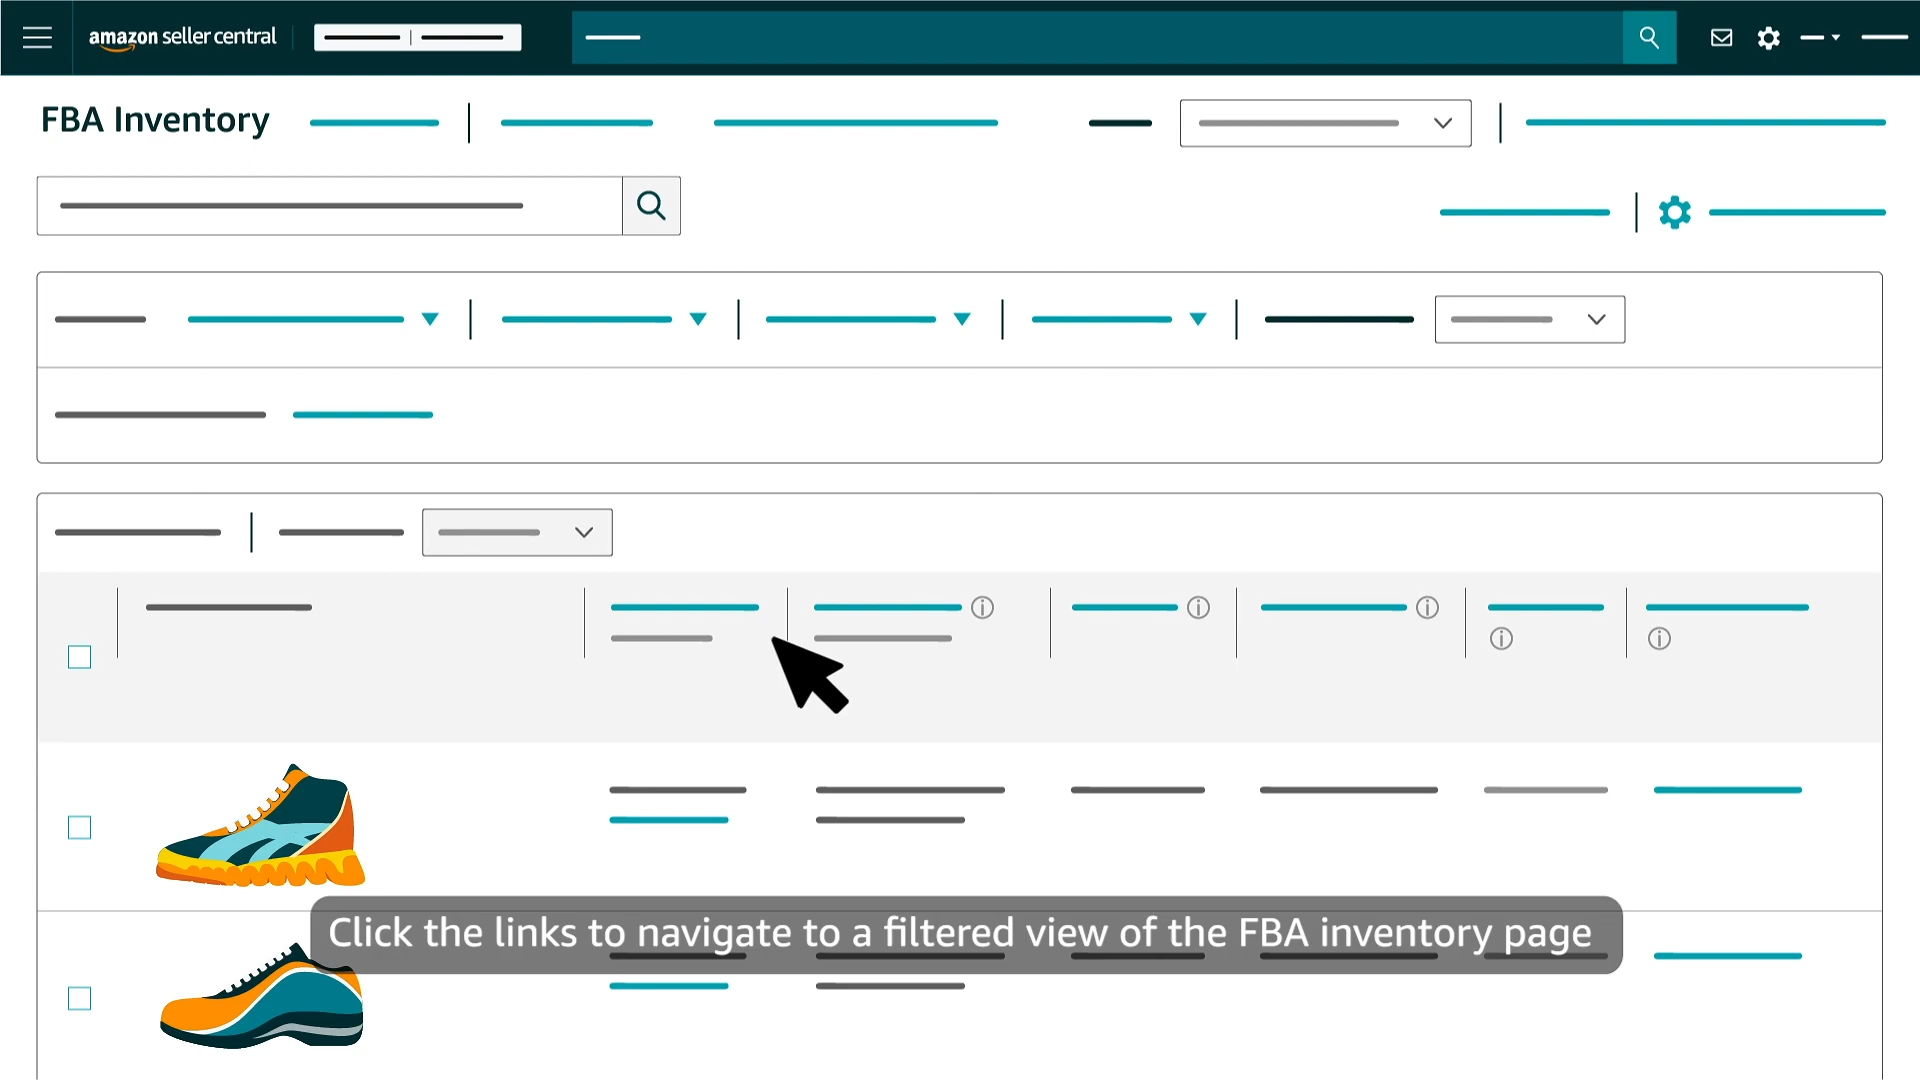 amazon seller central
FBA Inventory
Click the links to navigate to a filtered view of the FBA inventory page